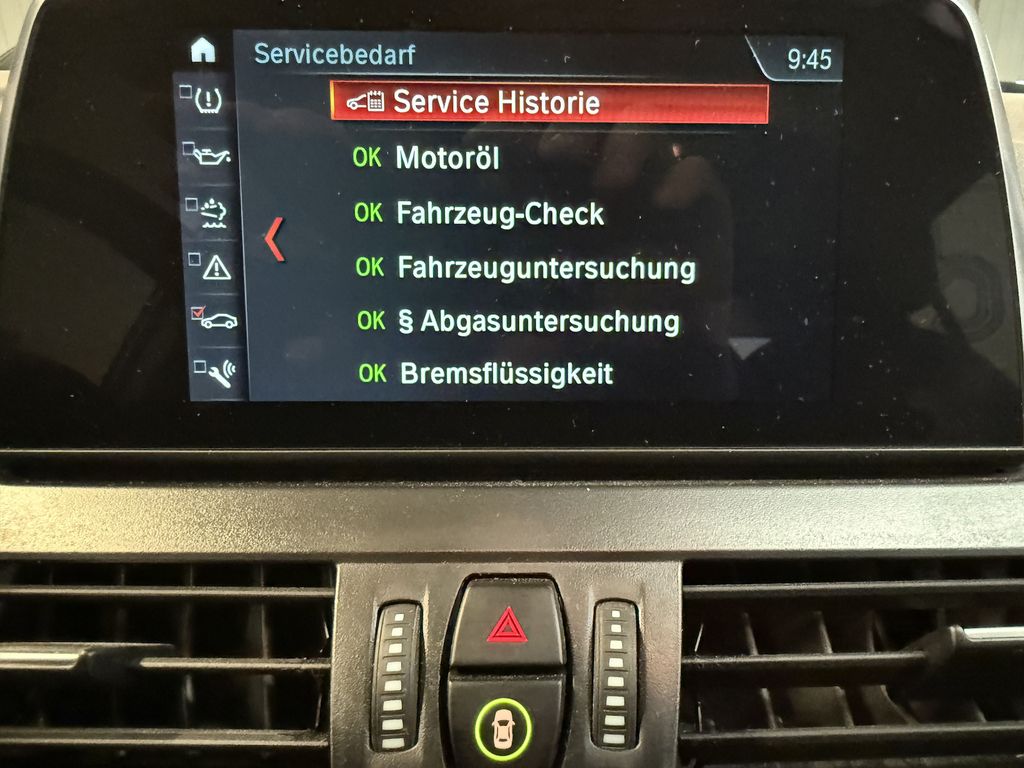 Servicebedarf
9:45
Service Historie
OK Motoröl
OK Fahrzeug-Check
OK Fahrzeuguntersuchung
OK § Abgasuntersuchung
OK Bremsflüssigkeit